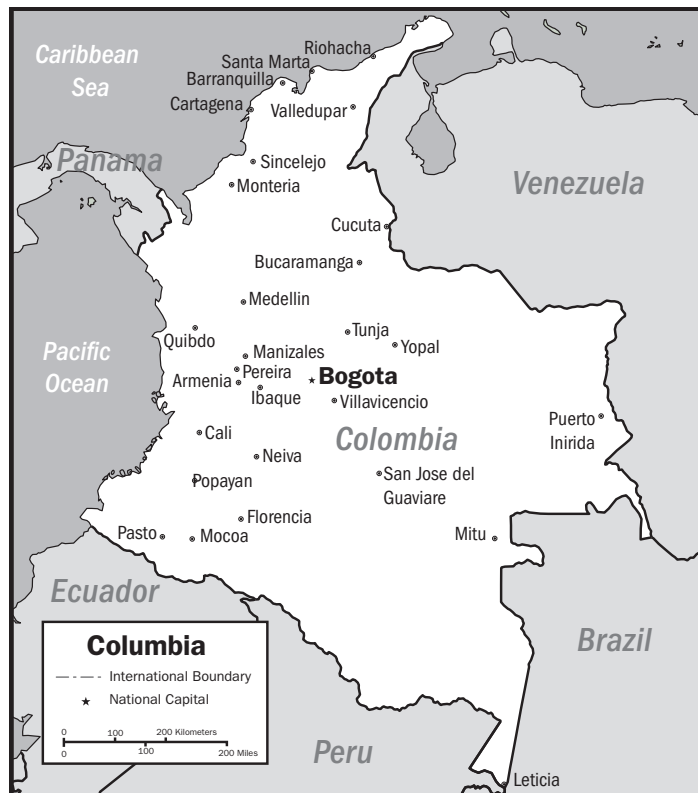 Caribbean
Sea
Riohacha
Santa Marta
Barranquilla
Cartagena
Valledupar
Panama
Sincelejo
Venezuela
Monteria
Cucuta
Bucaramanga
Medellin
Quibdo
Tunja
Yopal
Pacific
Ocean
Manizales
Pereira
Armenia
Bogota
Ibaque
Villavicencio
Puerto
Inirida
Cali
Colombia
Neiva
San Jose del
Guaviare
Popayan
Florencia
Pasto
Mocoa
Mitu
Ecuador
Brazil
Columbia
International Boundary
National Capital
0 100 200 Kilometers
0 100 200 Miles
Peru
Leticia